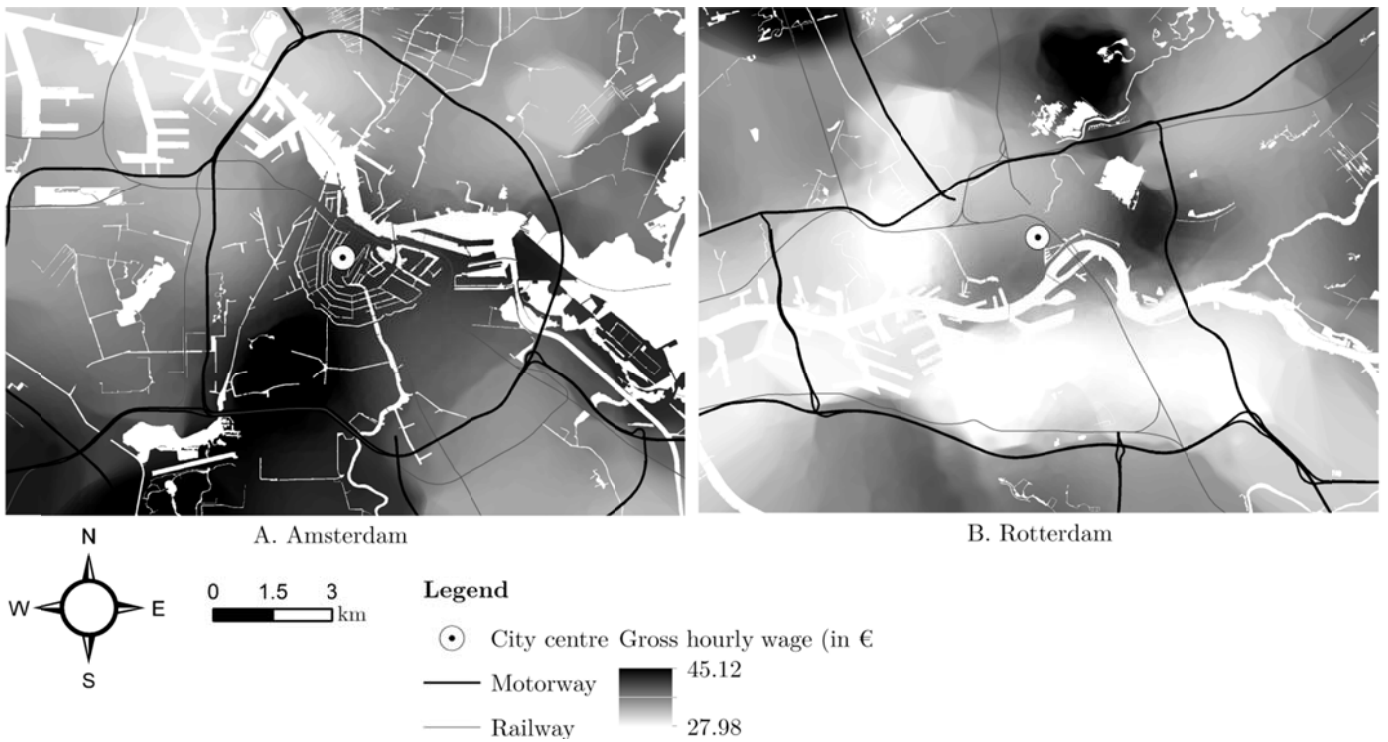 A. Amsterdam
B. Rotterdam
N
W E
S
0 1.5 3
km
Legend
City centre Gross hourly wage (in €
Motorway 45.12
Railway 27.98